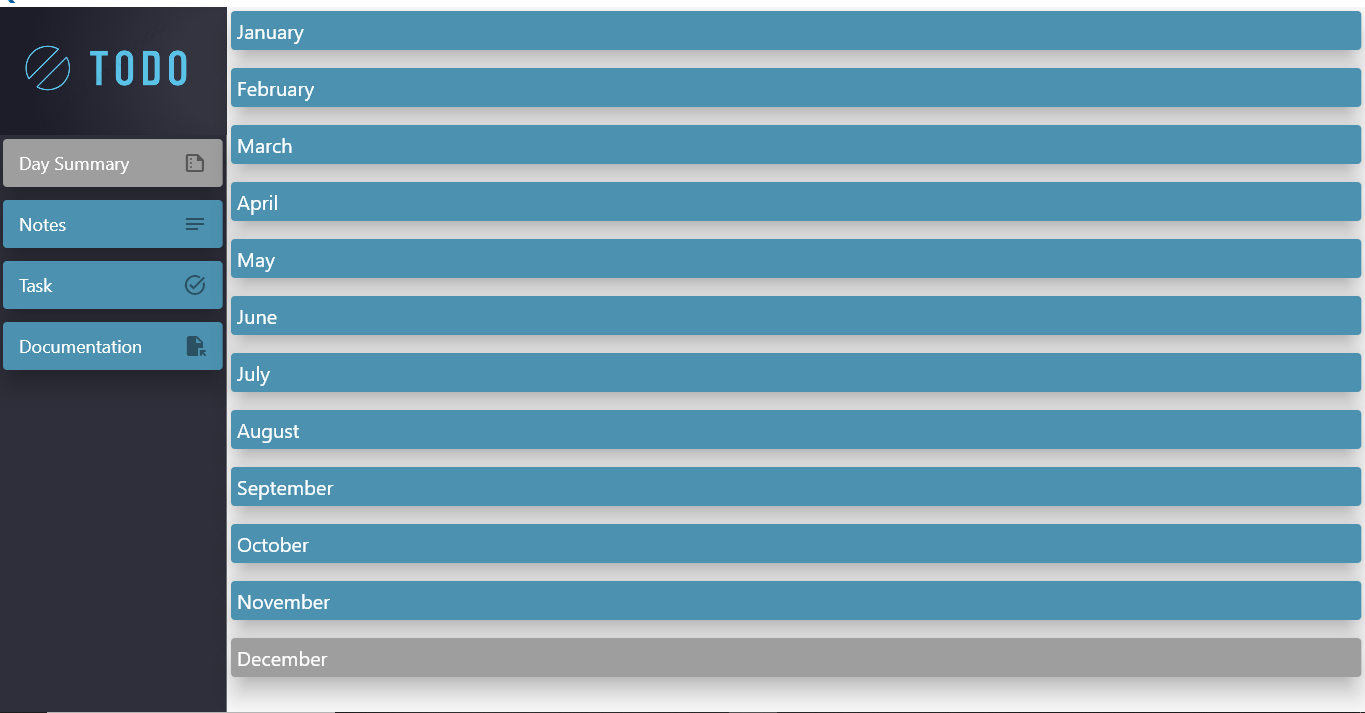 TODO
Day Summary
Notes
Task
Documentation
January
February
March
April
May
June
July
August
September
October
November
December